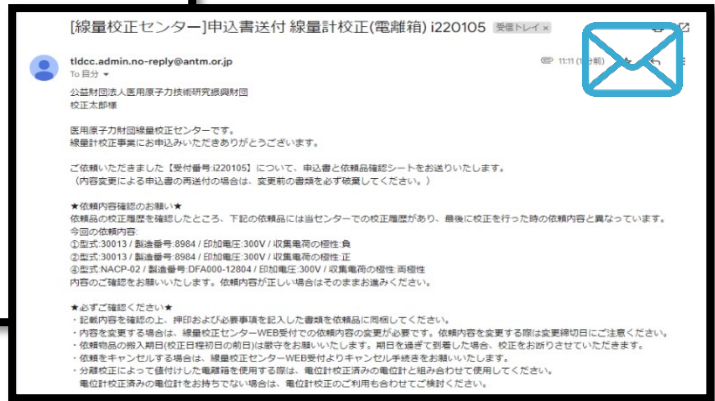 [線量校正センター]申込書送付 線量計校正(電離箱) i220105 受信トレイ ×
tldcc.admin.no-reply@antm.or.jp
To 自分
11:11
公益財団法人医用原子力技術研究振興財団
校正太郎様
医用原子力財団線量校正センターです。
線量計校正事業にお申込みいただきありがとうございます。
ご依頼いただきました【受付番号:i220105】について、申込書と依頼品確認シートをお送りいたします。
（内容変更による申込書の再送付の場合は、変更前の書類を必ず破棄してください。）
★依頼内容確認のお願い★
依頼品の校正履歴を確認したところ、下記の依頼品には当センターでの校正履歴があり、最後に校正を行った時の依頼内容と異なっています。
今回の依頼内容:
①型式:30013 / 製造番号:8984 / 印加電圧:300V / 収集電荷の極性:負
②型式:30013 / 製造番号:8984 / 印加電圧:300V / 収集電荷の極性:正
④型式:NACP-02 / 製造番号:DFA000-12804 / 印加電圧:300V / 収集電荷の極性:両極性
内容のご確認をお願いいたします。依頼内容が正しい場合はそのままお進みください。
★必ずご確認ください★
・記載内容を確認の上、押印および必要事項を記入した書類を依頼品に同梱してください。
・内容を変更する場合は、線量校正センターWEB受付での依頼内容の変更が必要です。依頼内容を変更する際は変更締切日にご注意ください。
・依頼物品の搬入期日(校正日程初日の前日)は厳守をお願いいたします。期日を過ぎて到着した場合、校正をお断りさせていただきます。
・依頼をキャンセルする場合は、線量校正センターWEB受付よりキャンセル手続きをお願いいたします。
・分離校正によって値付けした電離箱を使用する際は、電位計校正済みの電位計と組み合わせて使用してください。
電位計校正済みの電位計をお持ちでない場合は、電位計校正のご利用も合わせてご検討ください。